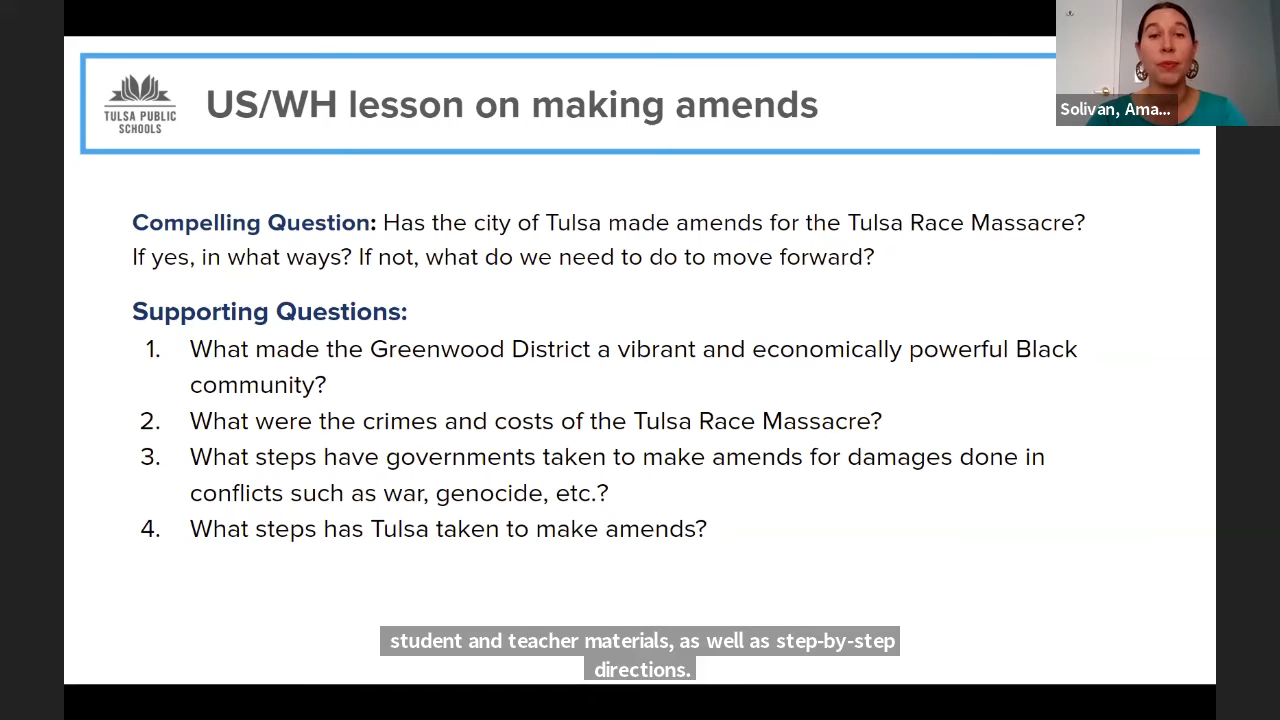 TULSA PUBLIC
SCHOOLS
US/WH lesson on making amends
Solivan, Ama...
Compelling Question: Has the city of Tulsa made amends for the Tulsa Race Massacre?
If yes, in what ways? If not, what do we need to do to move forward?
Supporting Questions:
1. What made the Greenwood District a vibrant and economically powerful Black
community?
2. What were the crimes and costs of the Tulsa Race Massacre?
3. What steps have governments taken to make amends for damages done in
conflicts such as war, genocide, etc.?
4. What steps has Tulsa taken to make amends?
student and teacher materials, as well as step-by-step
directions.